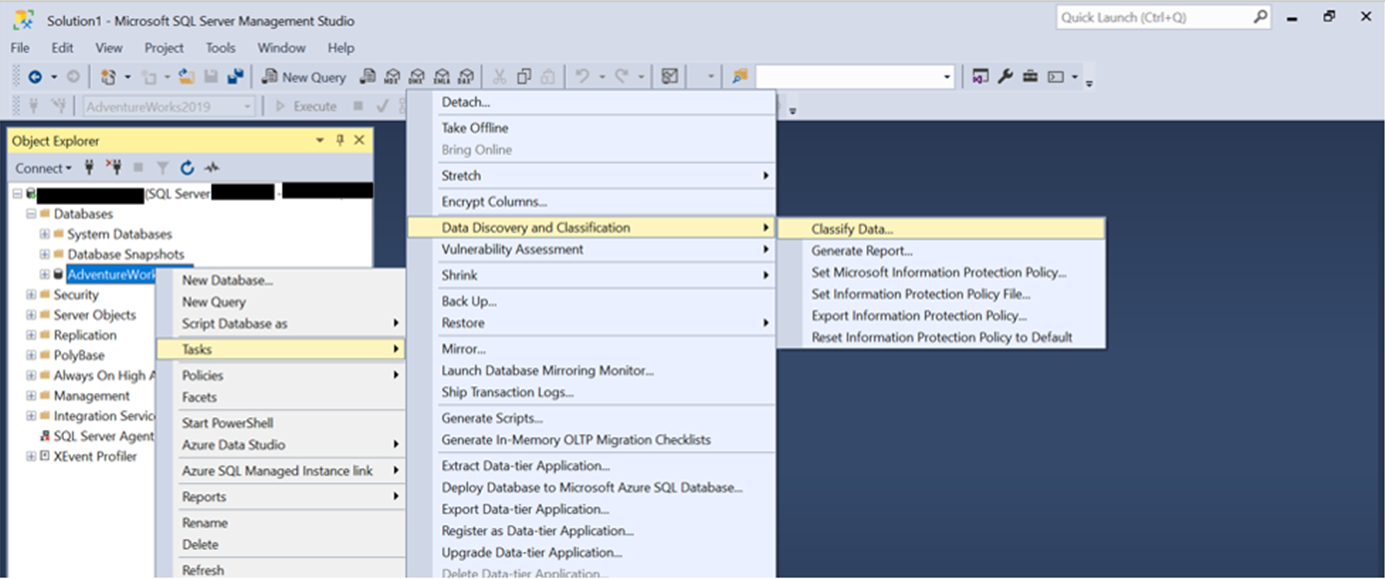 Solution1 - Microsoft SQL Server Management Studio
Quick Launch (Ctrl+Q)
File Edit View Project Tools Window Help
New Query
MDX DMX XMLA DAX
AdventureWorks2019
Execute
Object Explorer
Connect
(SQL Server
-
Databases
System Databases
Database Snapshots
AdventureWork
Security
Server Objects
Replication
PolyBase
Always On High A
Management
Integration Service
SQL Server Agent
XEvent Profiler
New Database...
New Query
Script Database as
Tasks
Policies
Facets
Start PowerShell
Azure Data Studio
Azure SQL Managed Instance link
Reports
Rename
Delete
Refresh
Detach...
Take Offline
Bring Online
Stretch
Encrypt Columns...
Data Discovery and Classification
Vulnerability Assessment
Shrink
Back Up...
Restore
Mirror...
Launch Database Mirroring Monitor...
Ship Transaction Logs...
Generate Scripts...
Generate In-Memory OLTP Migration Checklists
Extract Data-tier Application...
Deploy Database to Microsoft Azure SQL Database...
Export Data-tier Application...
Register as Data-tier Application...
Upgrade Data-tier Application...
Delete Data-tier Application...
Classify Data...
Generate Report...
Set Microsoft Information Protection Policy...
Set Information Protection Policy File...
Export Information Protection Policy...
Reset Information Protection Policy to Default